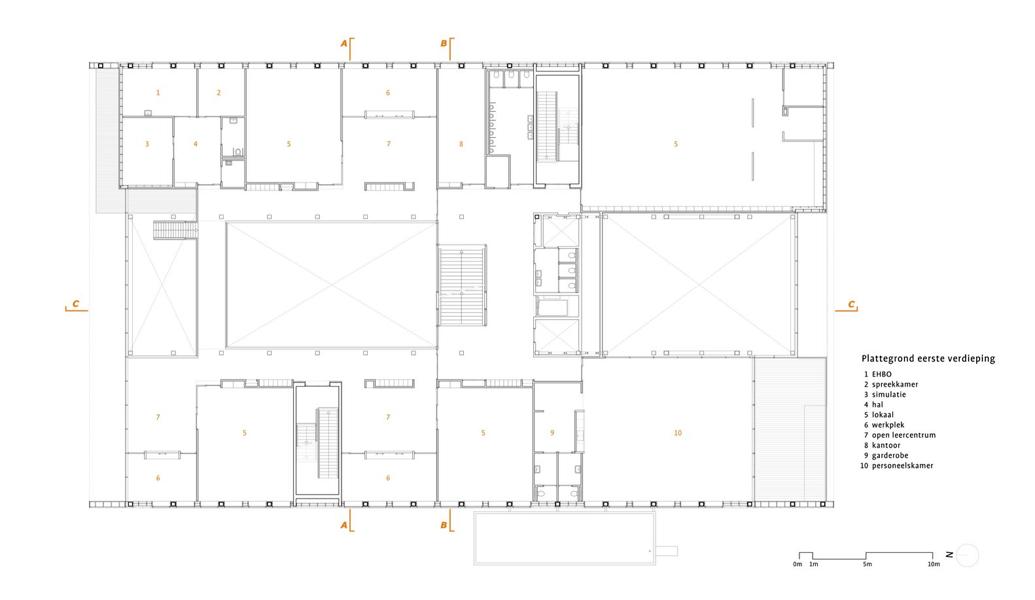 A
B
1
2
6
5
3
4
7
8
5
C
C
Plattegrond eerste verdieping
1 EHBO
2 spreekkamer
3 simulatie
4 hal
5 lokaal
6 werkplek
7 open leercentrum
8 kantoor
9 garderobe
10 personeelskamer
7
5
7
5
9
10
6
6
A
B
0m 1m 5m 10m
N